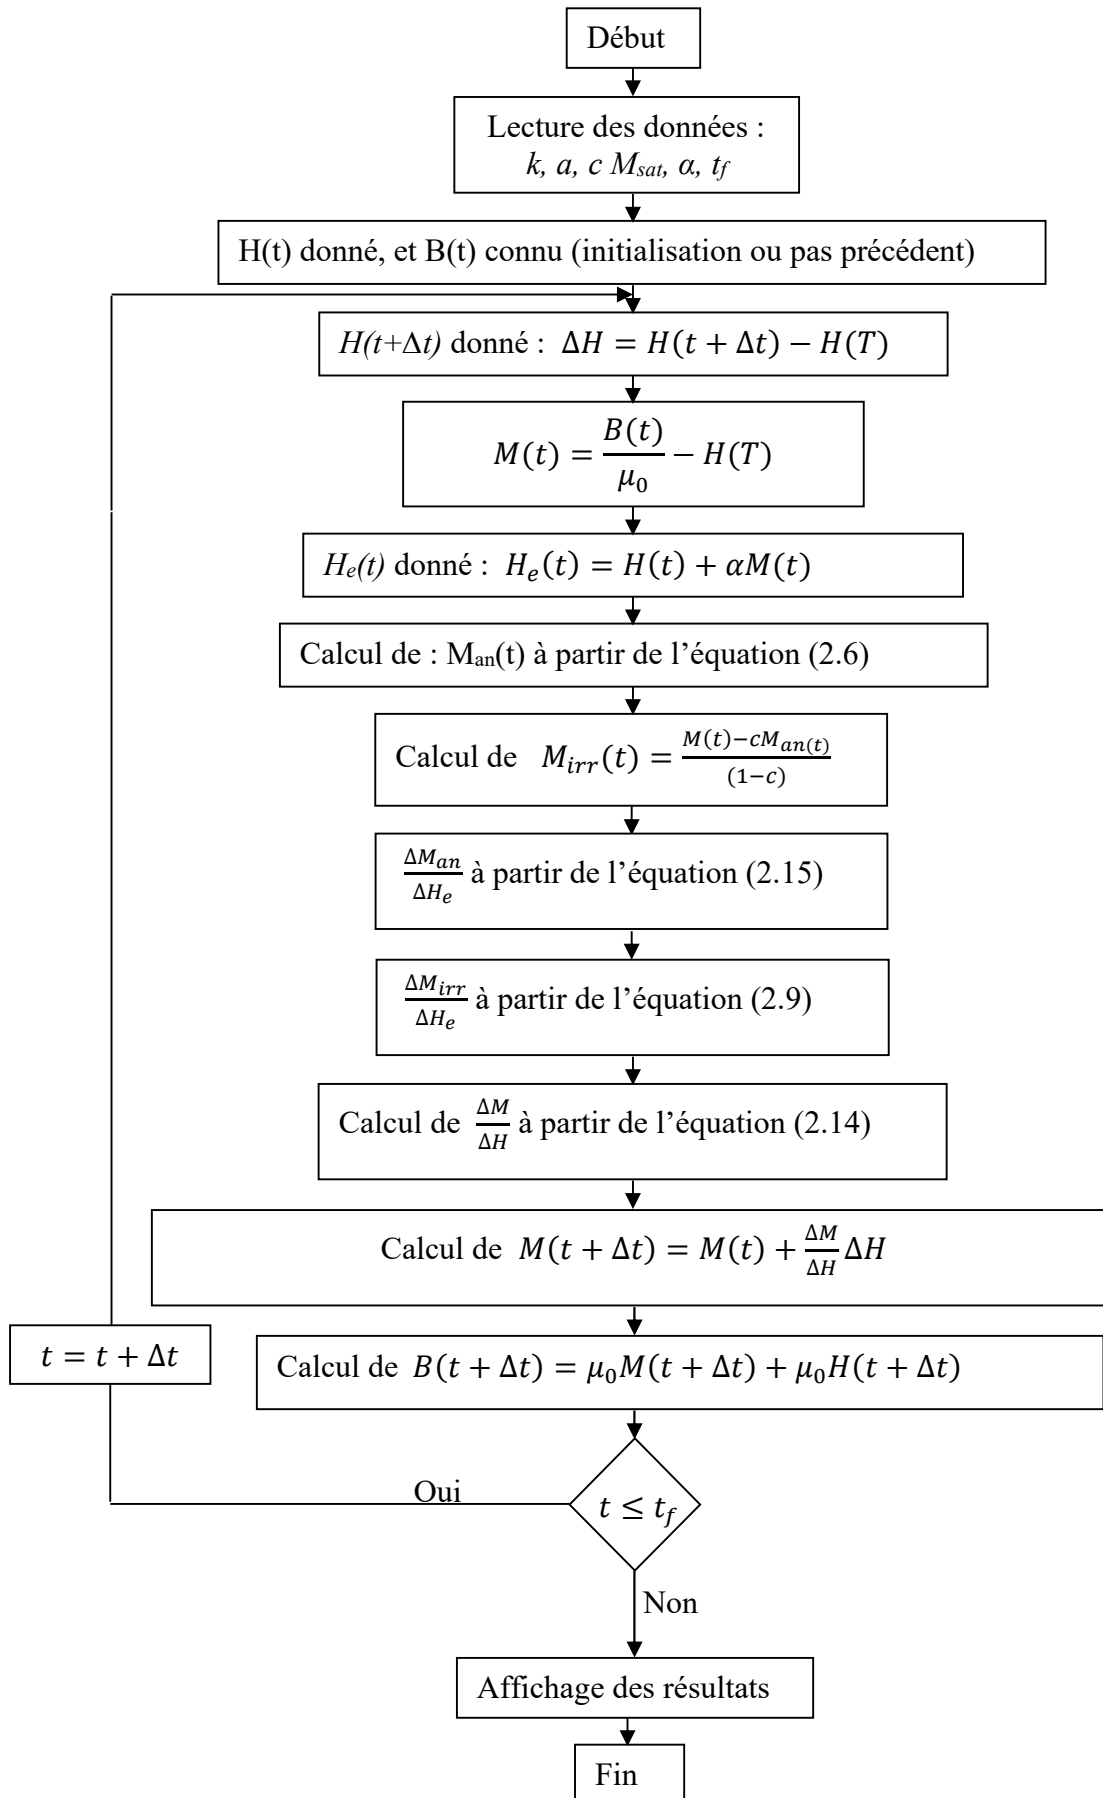 Début
Lecture des données :
k, a, c M_sat, α, t_f
H(t) donné, et B(t) connu (initialisation ou pas précédent)
H(t+Δt) donné : ΔH = H(t + Δt) − H(T)
M(t) = B(t)/μ₀ − H(T)
H_e(t) donné : H_e(t) = H(t) + αM(t)
Calcul de : M_an(t) à partir de l’équation (2.6)
Calcul de M_irr(t) = M(t)−cM_an(t)/(1−c)
ΔM_an/ΔH_e à partir de l’équation (2.15)
ΔM_irr/ΔH_e à partir de l’équation (2.9)
Calcul de ΔM/ΔH à partir de l’équation (2.14)
Calcul de M(t + Δt) = M(t) + ΔM/ΔH ΔH
t = t + Δt
Calcul de B(t + Δt) = μ₀M(t + Δt) + μ₀H(t + Δt)
Oui
t ≤ t_f
Non
Affichage des résultats
Fin